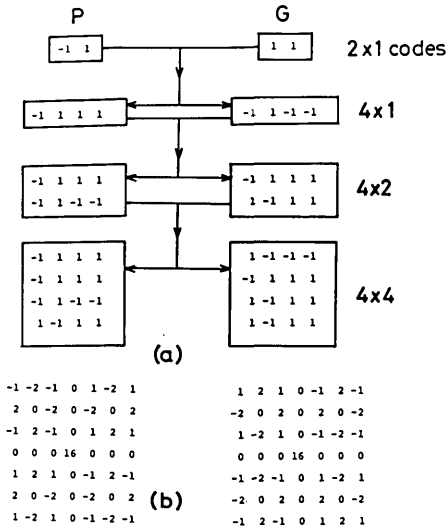 P G
-1 1 1 1 2x1 codes
-1 1 1 1 -1 1 -1 -1 4x1
-1 1 1 1 -1 1 1 1 4x2
-1 1 -1 -1 1 -1 1 1
-1 1 1 1 1 -1 -1 -1
-1 1 1 1 -1 1 1 1 4x4
-1 1 -1 -1 1 -1 1 1
1 -1 1 1 1 -1 1 1
(a)
-1 -2 -1 0 1 -2 1 1 2 1 0 -1 2 -1
2 0 -2 0 -2 0 2 -2 0 2 0 2 0 -2
-1 2 -1 0 1 2 1 1 -2 1 0 -1 -2 -1
0 0 0 16 0 0 0 0 0 0 16 0 0 0
1 2 1 0 -1 2 -1 -1 -2 -1 0 1 -2 1
2 0 -2 0 -2 0 2 (b) -2 0 2 0 2 0 -2
1 -2 1 0 -1 -2 -1 -1 2 -1 0 1 2 1